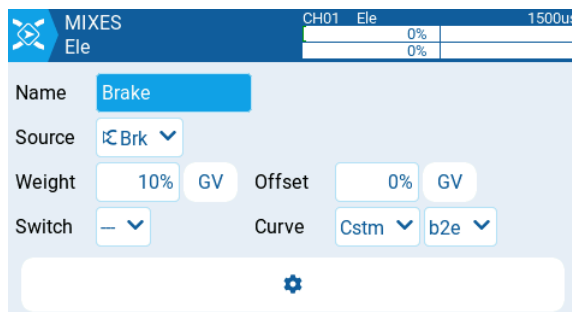 MIXES
Ele
CH01 Ele 1500us
0%
0%
Name Brake
Source Brk
Weight 10% GV Offset 0% GV
Switch --- Curve Cstm b2e